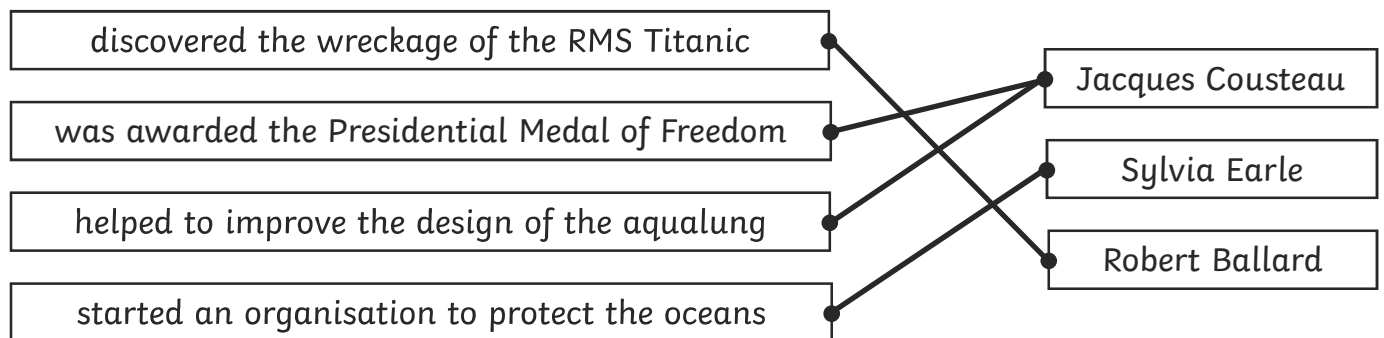 discovered the wreckage of the RMS Titanic
was awarded the Presidential Medal of Freedom
helped to improve the design of the aqualung
started an organisation to protect the oceans
Jacques Cousteau
Sylvia Earle
Robert Ballard